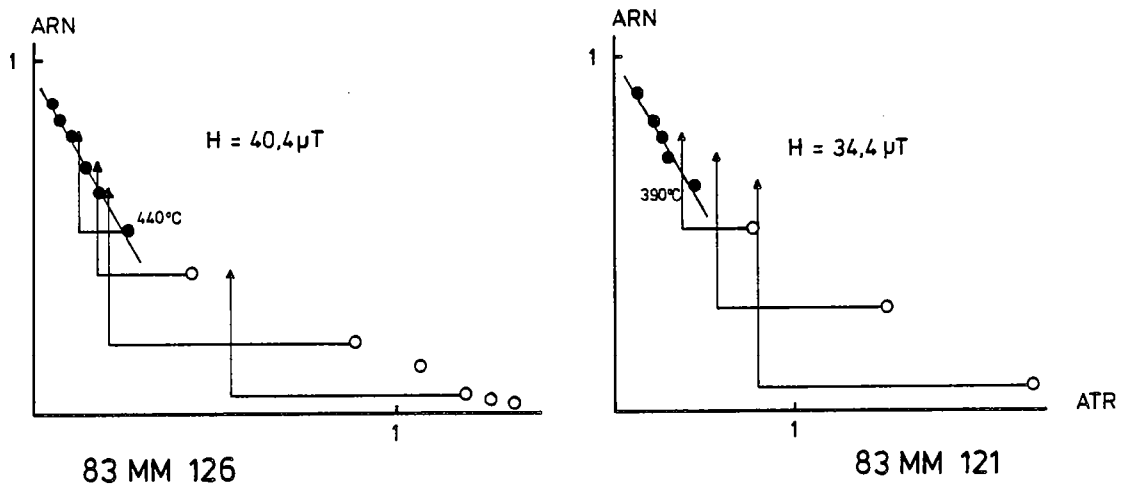 ARN
1
H = 40,4 µT
440°C
1
83 MM 126
ARN
1
H = 34,4 µT
390°C
1
ATR
83 MM 121